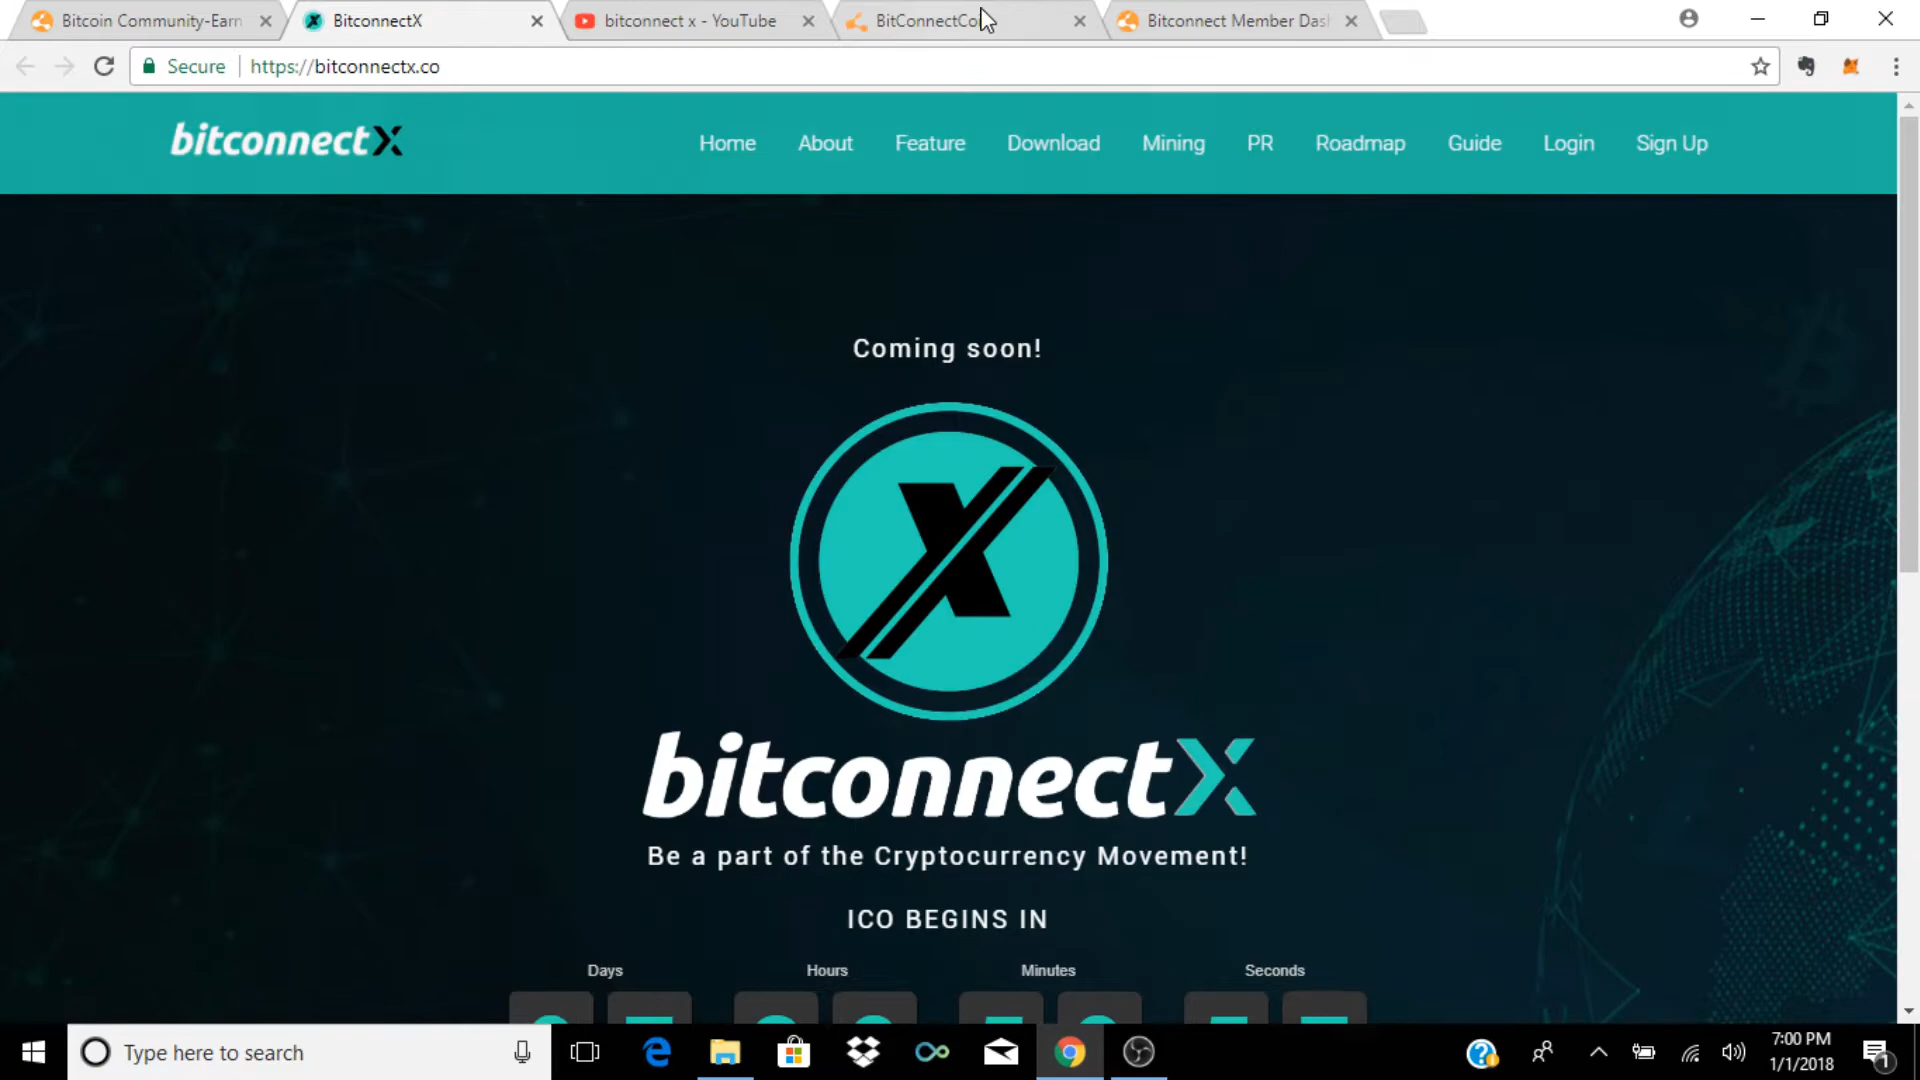 Bitcoin Community-Earn
BitconnectX
bitconnect x - YouTube
BitConnectCo
Bitconnect Member Das
Secure
https://bitconnectx.co
bitconnectX
Home
About
Feature
Download
Mining
PR
Roadmap
Guide
Login
Sign Up
Coming soon!
X
bitconnectX
Be a part of the Cryptocurrency Movement!
ICO BEGINS IN
Days
Hours
Minutes
Seconds
Type here to search
7:00 PM
1/1/2018
1